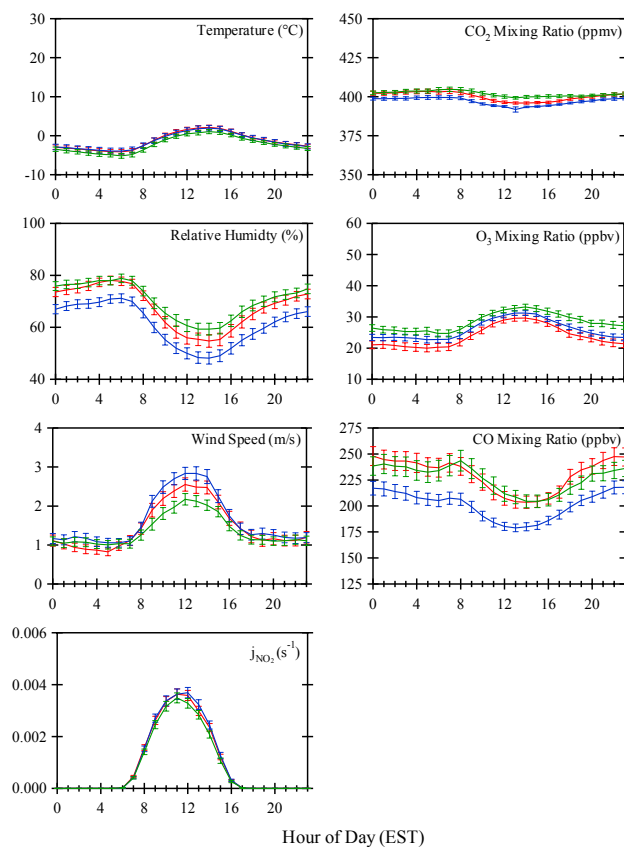 Temperature (°C)
30
20
10
0
-10
0 4 8 12 16 20
CO₂ Mixing Ratio (ppmv)
450
425
400
375
350
0 4 8 12 16 20
Relative Humidity (%)
100
80
60
40
0 4 8 12 16 20
O₃ Mixing Ratio (ppbv)
60
50
40
30
20
10
0 4 8 12 16 20
Wind Speed (m/s)
4
3
2
1
0
0 4 8 12 16 20
CO Mixing Ratio (ppbv)
275
250
225
200
175
150
125
0 4 8 12 16 20
j_NO₂ (s⁻¹)
0.006
0.004
0.002
0.000
0 4 8 12 16 20
Hour of Day (EST)